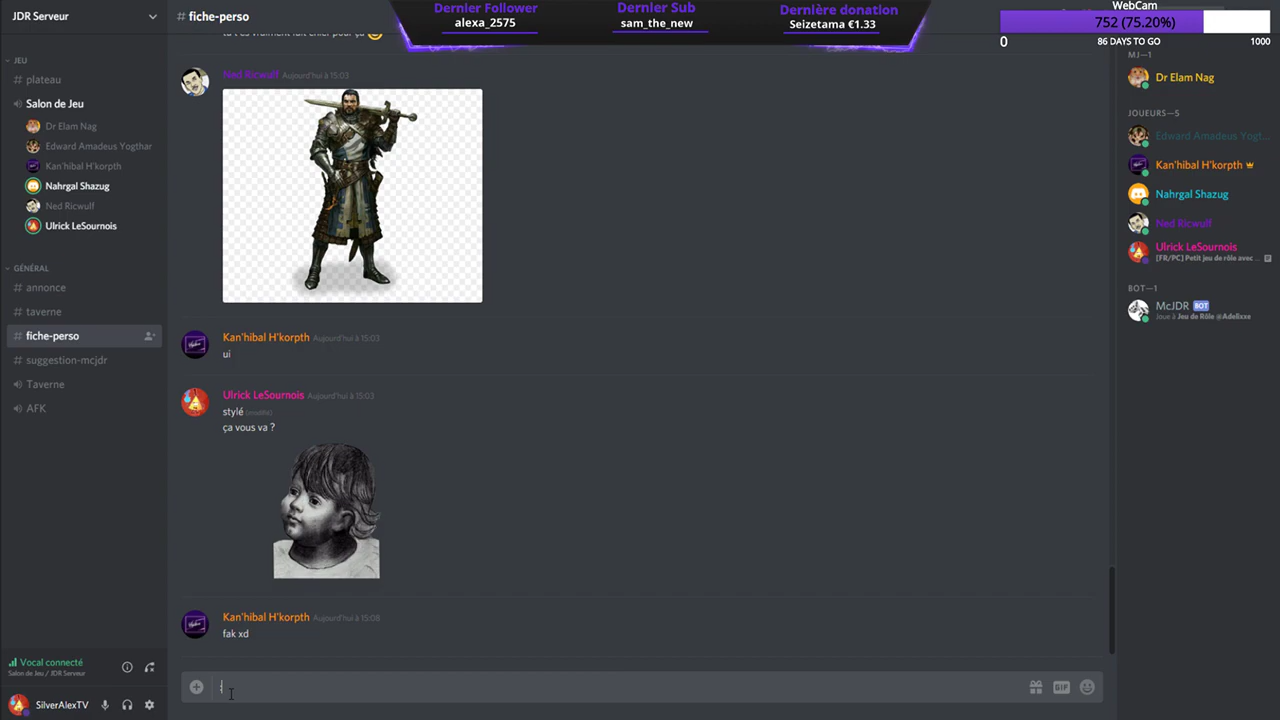 JDR Serveur
# fiche-perso
Dernier Follower
alexa_2575
Dernier Sub
sam_the_new
Dernière donation
Seizetama €1.33
WebCam
752 (75.20%)
0
86 DAYS TO GO
1000
JEU
# plateau
Salon de Jeu
Dr Elam Nag
Edward Amadeus Yogthar
Kan'hibal H'korpth
Nahrgal Shazug
Ned Ricwulf
Ulrick LeSournois
GÉNÉRAL
# annonce
# taverne
# fiche-perso
# suggestion-mcjdr
Taverne
AFK
Vocal connecté
Salon de Jeu / JDR Serveur
SilverAlexTV
Ned Ricwulf Aujourd'hui à 15:03
Kan'hibal H'korpth Aujourd'hui à 15:03
ui
Ulrick LeSournois Aujourd'hui à 15:03
stylé (modifié)
ça vous va ?
Kan'hibal H'korpth Aujourd'hui à 15:08
fak xd
GIF
MJ—1
Dr Elam Nag
JOUEURS—5
Edward Amadeus Yogt...
Kan'hibal H'korpth
Nahrgal Shazug
Ned Ricwulf
Ulrick LeSournois
[FR/PC] Petit jeu de rôle avec ...
BOT—1
McJDR BOT
Joue à Jeu de Rôle @Adelixxe